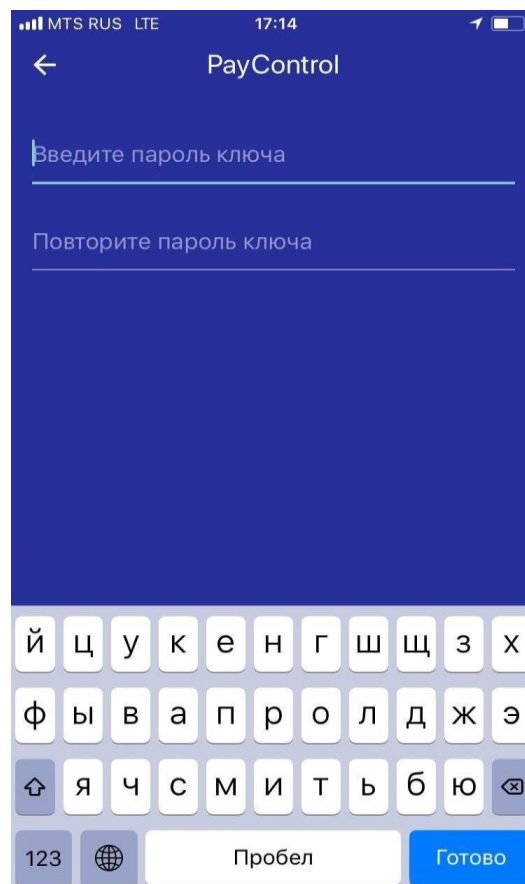 MTS RUS LTE 17:14
PayControl
Введите пароль ключа
Повторите пароль ключа
й ц у к е н г ш щ з х
ф ы в а п р о л д ж э
я ч с м и т ь б ю
123 Пробел Готово